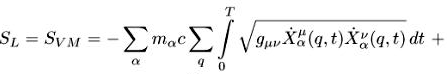 $S_L = S_{VM} = -\sum_{\alpha} m_{\alpha} c \sum_{q} \int_{0}^{T} \sqrt{g_{\mu\nu} \dot{X}_{\alpha}^{\mu}(q,t) \dot{X}_{\alpha}^{\nu}(q,t)} \, dt +$